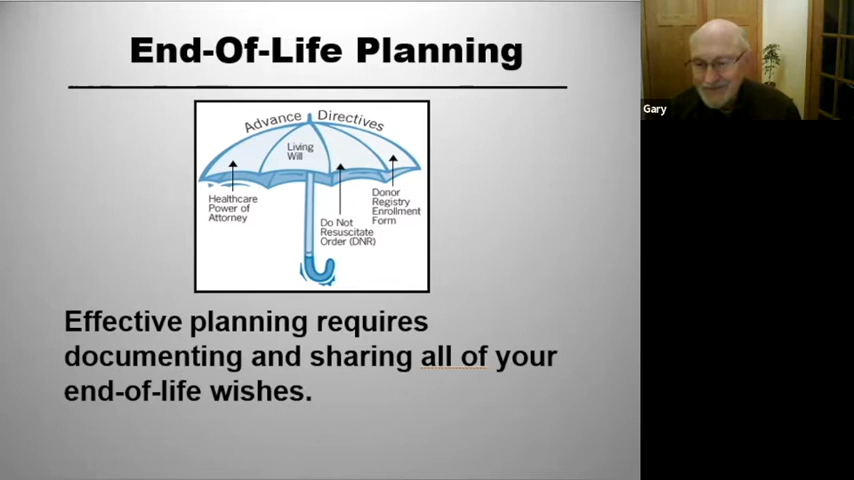 End-Of-Life Planning
Gary
Advance Directives
Living
Will
Healthcare
Power of
Attorney
Do Not
Resuscitate
Order (DNR)
Donor
Registry
Enrollment
Form
Effective planning requires
documenting and sharing all of your
end-of-life wishes.